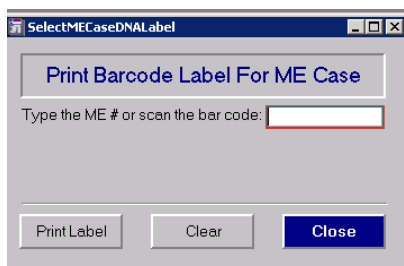 SelectMECaseDNALabel
Print Barcode Label For ME Case
Type the ME # or scan the bar code:
Print Label Clear Close